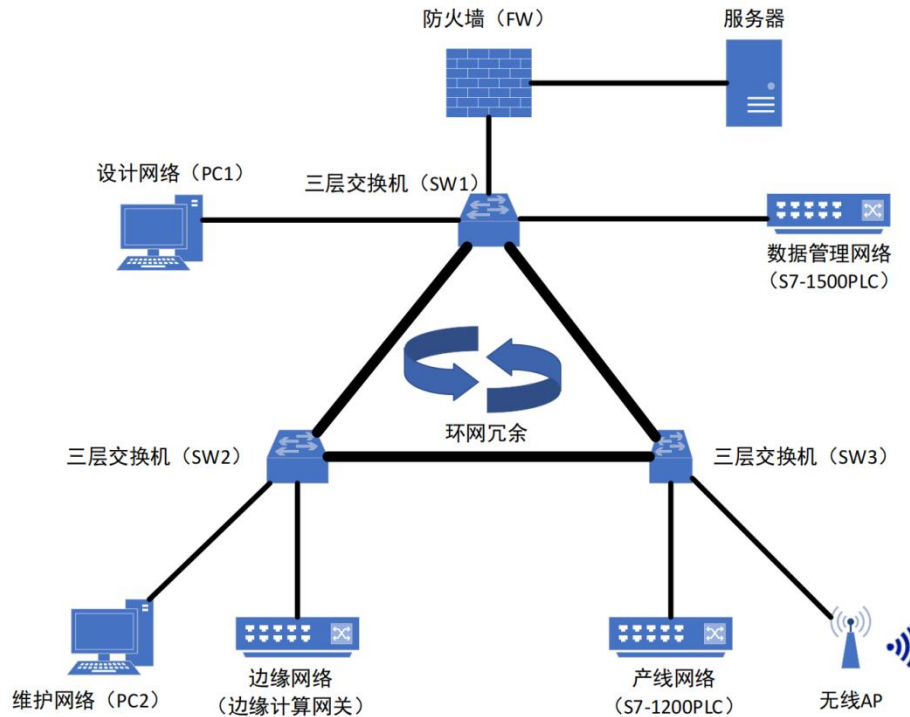 防火墙（FW）
服务器
设计网络（PC1）
三层交换机（SW1）
数据管理网络
（S7-1500PLC）
环网冗余
三层交换机（SW2）
三层交换机（SW3）
维护网络（PC2）
边缘网络
（边缘计算网关）
产线网络
（S7-1200PLC）
无线AP